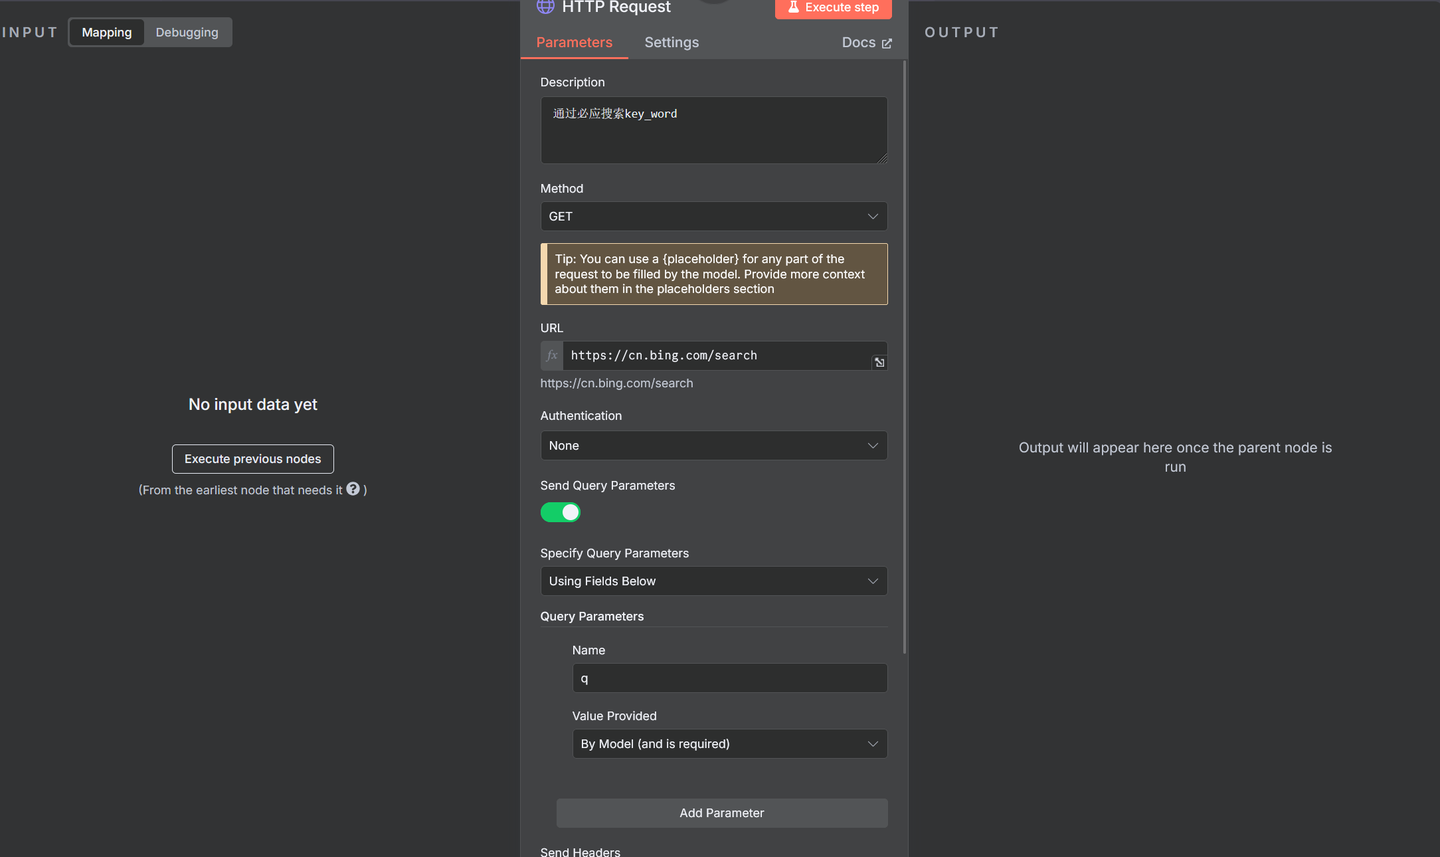 INPUT
Mapping
Debugging
HTTP Request
Execute step
OUTPUT
Parameters
Settings
Docs
Description
通过必应搜索key_word
Method
GET
Tip: You can use a {placeholder} for any part of the
request to be filled by the model. Provide more context
about them in the placeholders section
URL
fx
https://cn.bing.com/search
https://cn.bing.com/search
Authentication
None
Send Query Parameters
Specify Query Parameters
Using Fields Below
Query Parameters
Name
q
Value Provided
By Model (and is required)
Add Parameter
Send Headers
No input data yet
Execute previous nodes
(From the earliest node that needs it ? )
Output will appear here once the parent node is
run